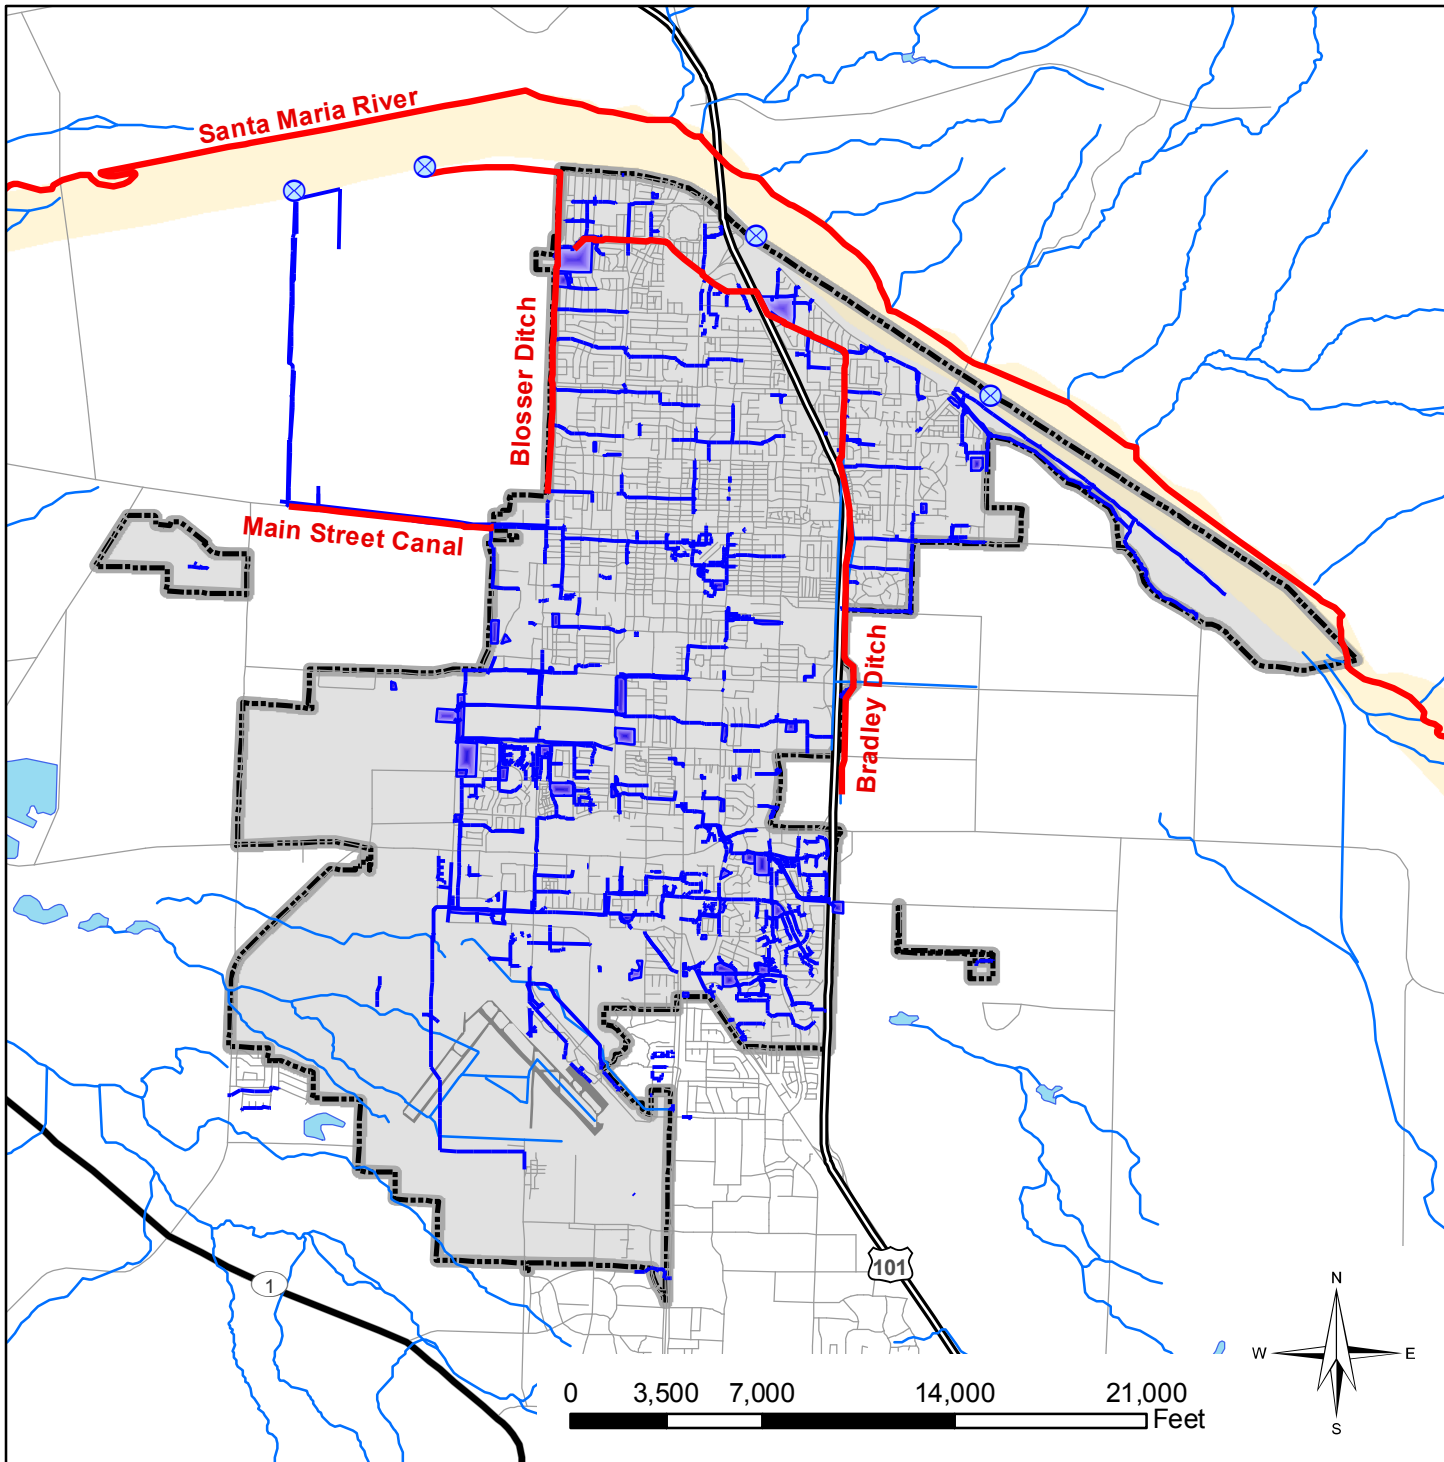 Santa Maria River
Blosser Ditch
Main Street Canal
Bradley Ditch
101
1
N
W
E
S
0 3,500 7,000 14,000 21,000
Feet